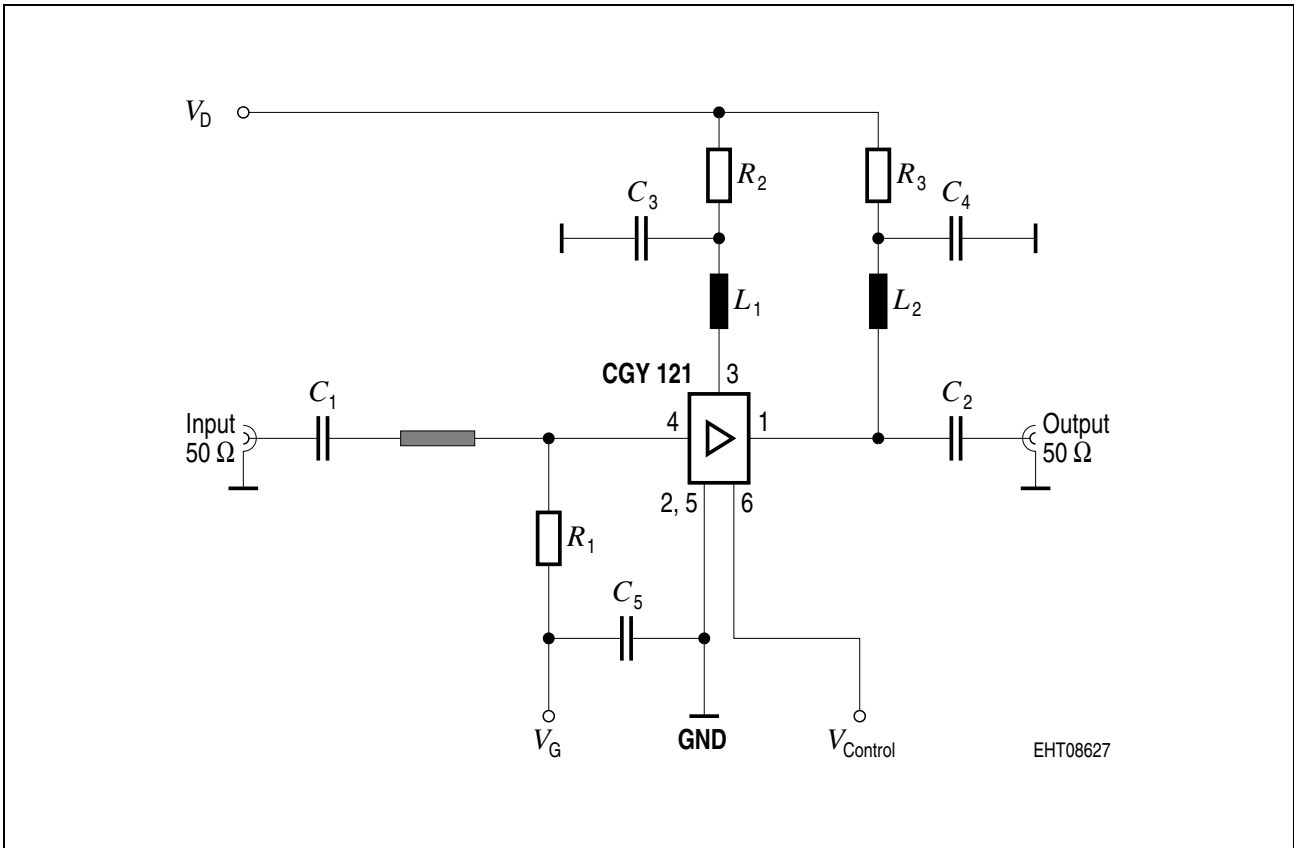 V_D
R_2
R_3
C_3
C_4
L_1
L_2
CGY 121
3
C_1
C_2
Input
50 Ω
4
1
Output
50 Ω
2, 5
6
R_1
C_5
V_G
GND
V_Control
EHT08627